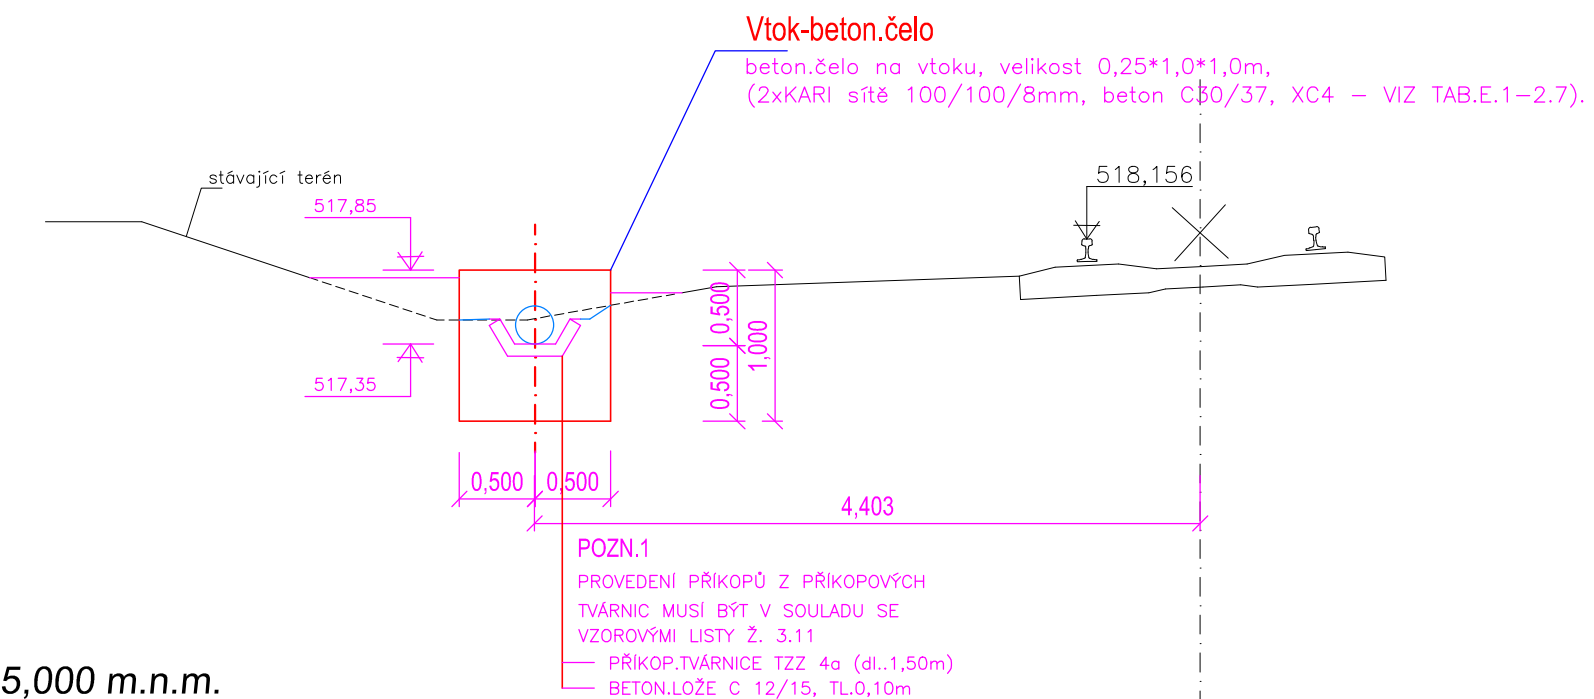 Vtok-beton.čelo
beton.čelo na vtoku, velikost 0,25*1,0*1,0m,
(2xKARI sítě 100/100/8mm, beton C30/37, XC4 – VIZ TAB.E.1–2.7).
stávající terén
517,85
518,156
0,500
1,000
0,500
517,35
0,500
0,500
4,403
POZN.1
PROVEDENÍ PŘÍKOPŮ Z PŘÍKOPOVÝCH
TVÁRNIC MUSÍ BÝT V SOULADU SE
VZOROVÝMI LISTY Ž. 3.11
PŘÍKOP.TVÁRNICE TZZ 4a (dl..1,50m)
BETON.LOŽE C 12/15, TL.0,10m
5,000 m.n.m.